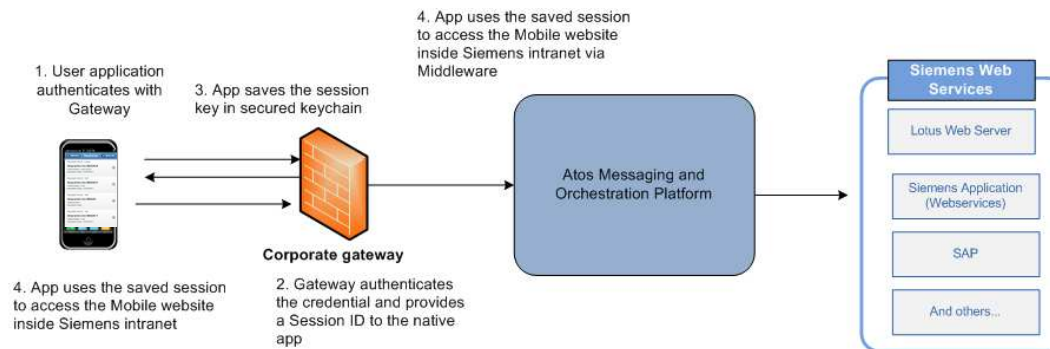 4. App uses the saved session
to access the Mobile website
inside Siemens intranet via
Middleware
1. User application
authenticates with
Gateway
3. App saves the session
key in secured keychain
Siemens Web
Services
Lotus Web Server
Atos Messaging and
Orchestration Platform
Siemens Application
(Webservices)
SAP
And others...
Corporate gateway
4. App uses the saved session
to access the Mobile website
inside Siemens intranet
2. Gateway authenticates
the credential and provides
a Session ID to the native
app